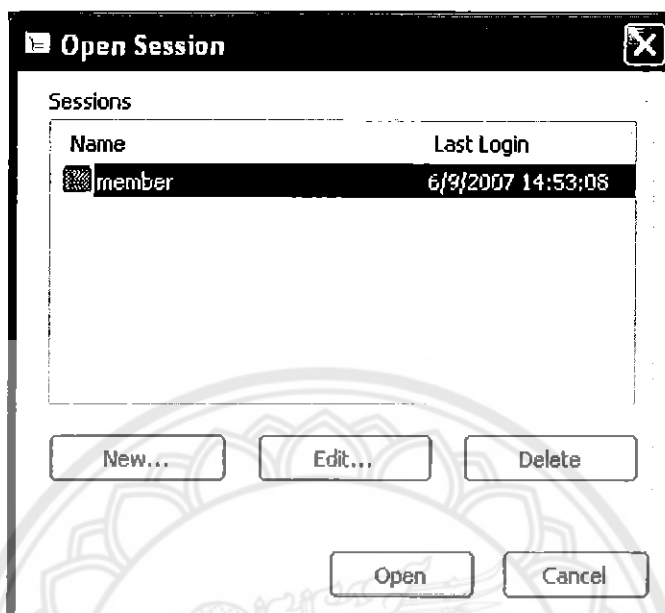 Open Session
Sessions
Name Last Login
member 6/9/2007 14:53:08
New... Edit... Delete
Open Cancel